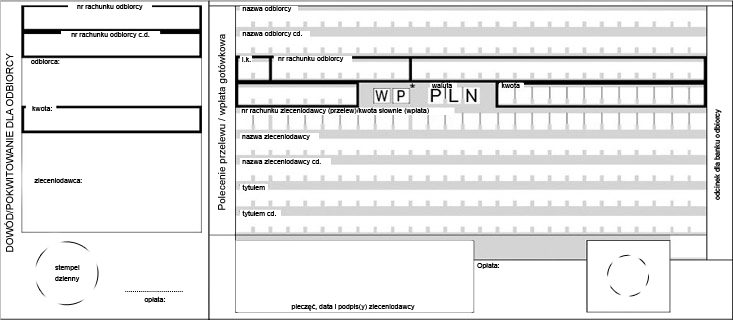 DOWÓD/POKWITOWANIE DLA ODBIORCY
nr rachunku odbiorcy
nr rachunku odbiorcy c.d.
odbiorca:
kwota:
zleceniodawca:
stempel
dzienny
opłata:
Polecenie przelewu / wpłata gotówkowa
nazwa odbiorcy
nazwa odbiorcy cd.
l.k. nr rachunku odbiorcy
waluta kwota
W P * PLN
nr rachunku zleceniodawcy (przelew)/kwota słownie (wpłata)
nazwa zleceniodawcy
nazwa zleceniodawcy cd.
tytułem
tytułem cd.
Opłata:
pieczęć, data i podpis(y) zleceniodawcy
odcinek dla banku odbiorcy